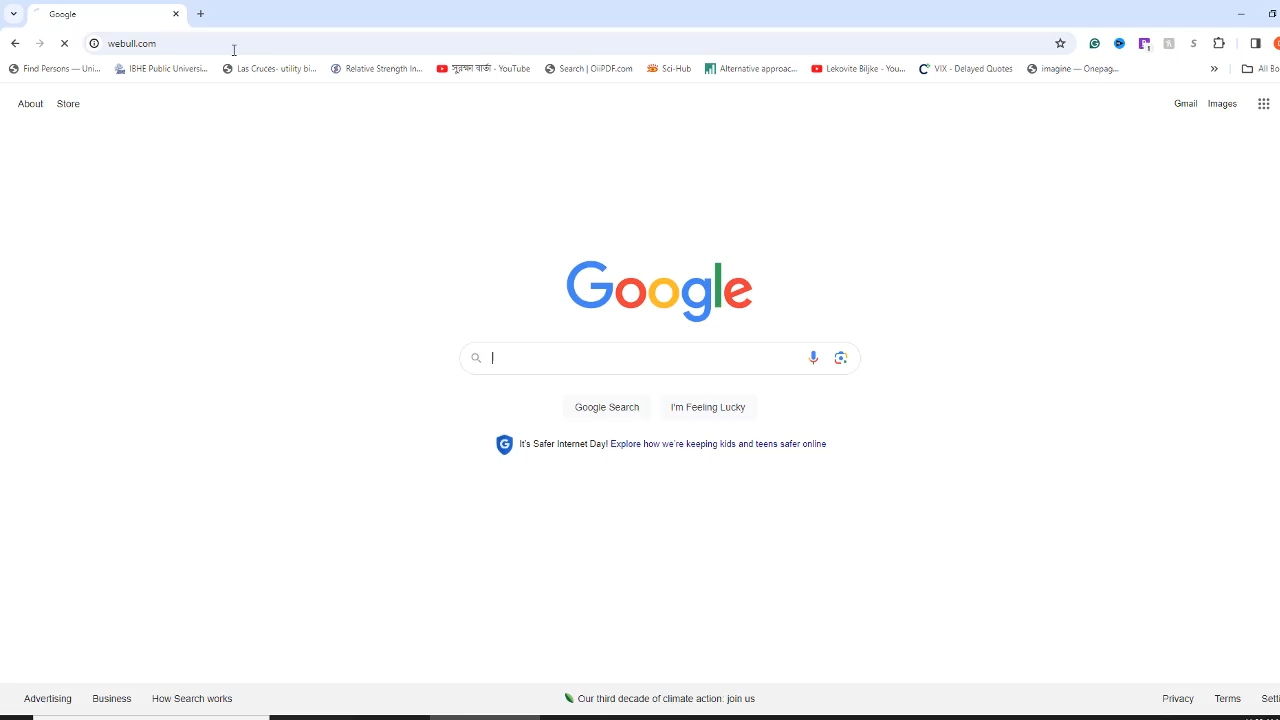 Google
webull.com
Find Persons — Uni...
IBHE Public Universi...
Las Cruces- utility bi...
Relative Strength In...
সুরক্ষন বার্তা - YouTube
Search | OiiPDF.com
Sci-Hub
Alternative approac...
Lekovite Biljke - You...
VIX - Delayed Quotes
imagine — Onepag...
»
All Bo
About
Store
Gmail
Images
Google
Google Search
I'm Feeling Lucky
It's Safer Internet Day! Explore how we're keeping kids and teens safer online
Advertising
Business
How Search works
Our third decade of climate action: join us
Privacy
Terms
Setti